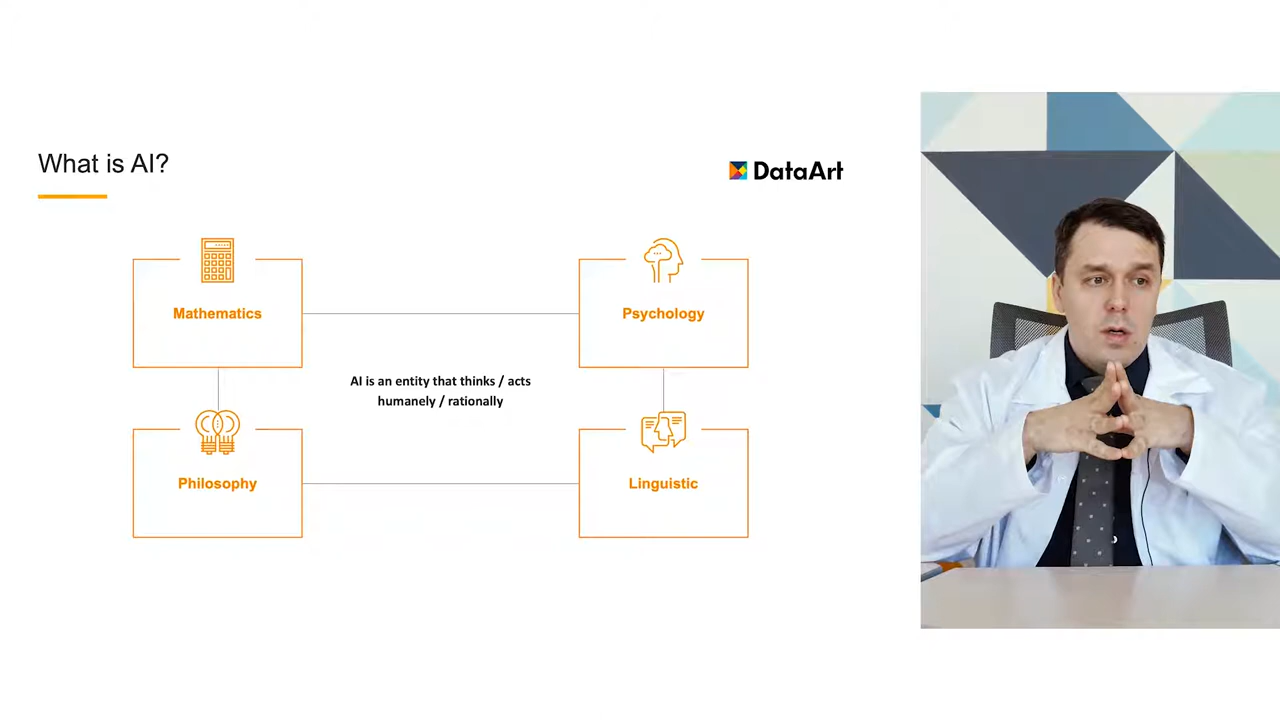 What is AI?
DataArt
Mathematics
Psychology
AI is an entity that thinks / acts
humanely / rationally
Philosophy
Linguistic